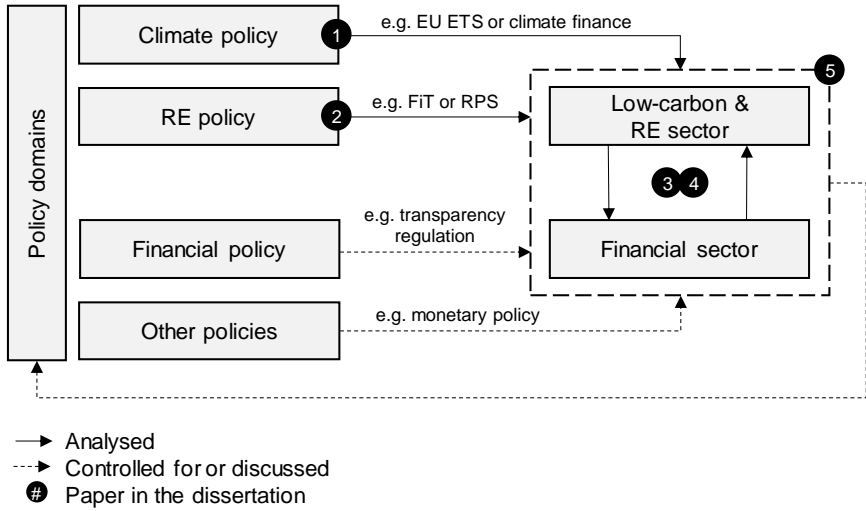 Policy domains
Climate policy
1
e.g. EU ETS or climate finance
5
RE policy
2
e.g. FiT or RPS
Low-carbon &
RE sector
3 4
Financial policy
e.g. transparency
regulation
Financial sector
Other policies
e.g. monetary policy
Analysed
Controlled for or discussed
# Paper in the dissertation